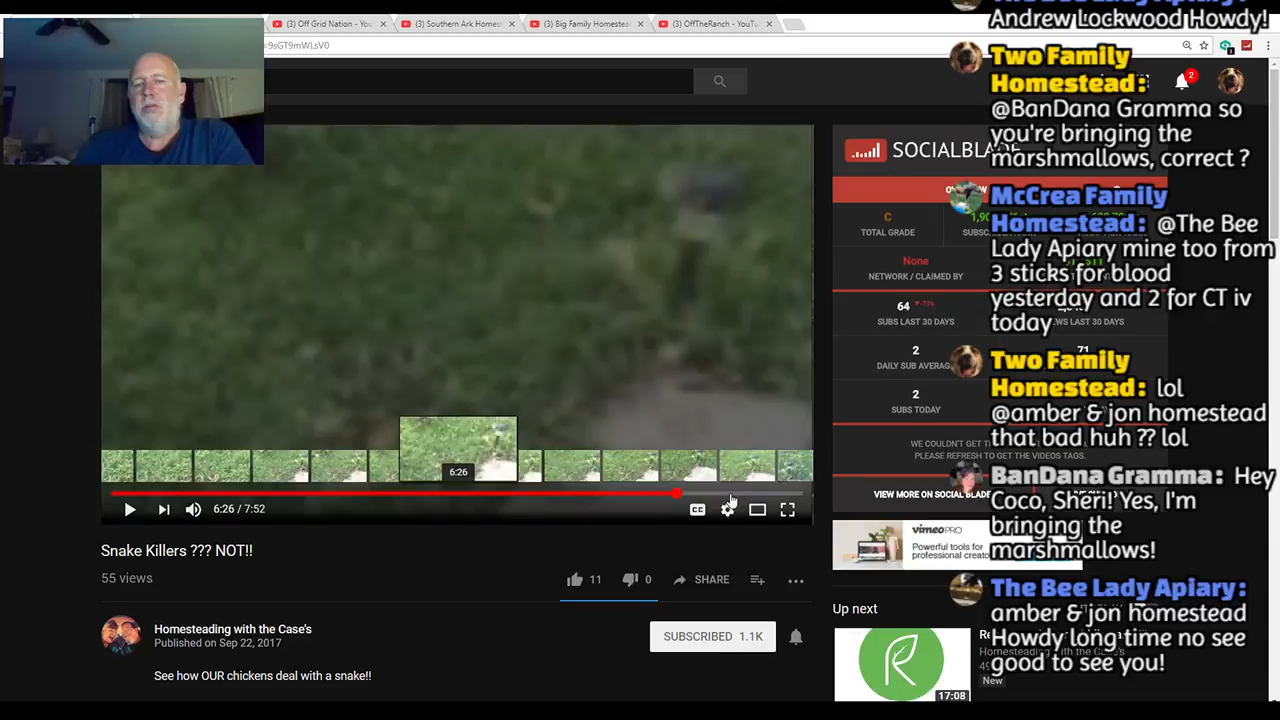 (3) Off Grid Nation - You
(3) Southern Ark Homes
(3) Big Family Homestea
(3) OffTheRanch - YouTu
=9sGT9mWLsV0
6:26
6:26 / 7:52
CC
Snake Killers ??? NOT!!
55 views
11
0
SHARE
Homesteading with the Case's
Published on Sep 22, 2017
SUBSCRIBED 1.1K
See how OUR chickens deal with a snake!!
SOCIALBLADE
C
TOTAL GRADE
None
NETWORK / CLAIMED BY
64
SUBS LAST 30 DAYS
2
DAILY SUB AVERAG
71
2
SUBS TODAY
WE COULDN'T GET T
PLEASE REFRESH TO GET THE VIDEOS TAGS.
VIEW MORE ON SOCIAL BLADE
vimeo PRO
Powerful tools for
professional creato
Up next
17:08
New
2
Andrew Lockwood Howdy!
Two Family
Homestead: 
@BanDana Gramma so
you're bringing the
marshmallows, correct ?
McCrea Family
Homestead: @The Bee
Lady Apiary mine too from
3 sticks for blood
yesterday and 2 for CT iv
today
Two Family
Homestead: lol
@amber & jon homestead
that bad huh ?? lol
BanDana Gramma: Hey
Coco, Sheri! Yes, I'm
bringing the
marshmallows!
The Bee Lady Apiary:
amber & jon homestead
Howdy long time no see
good to see you!